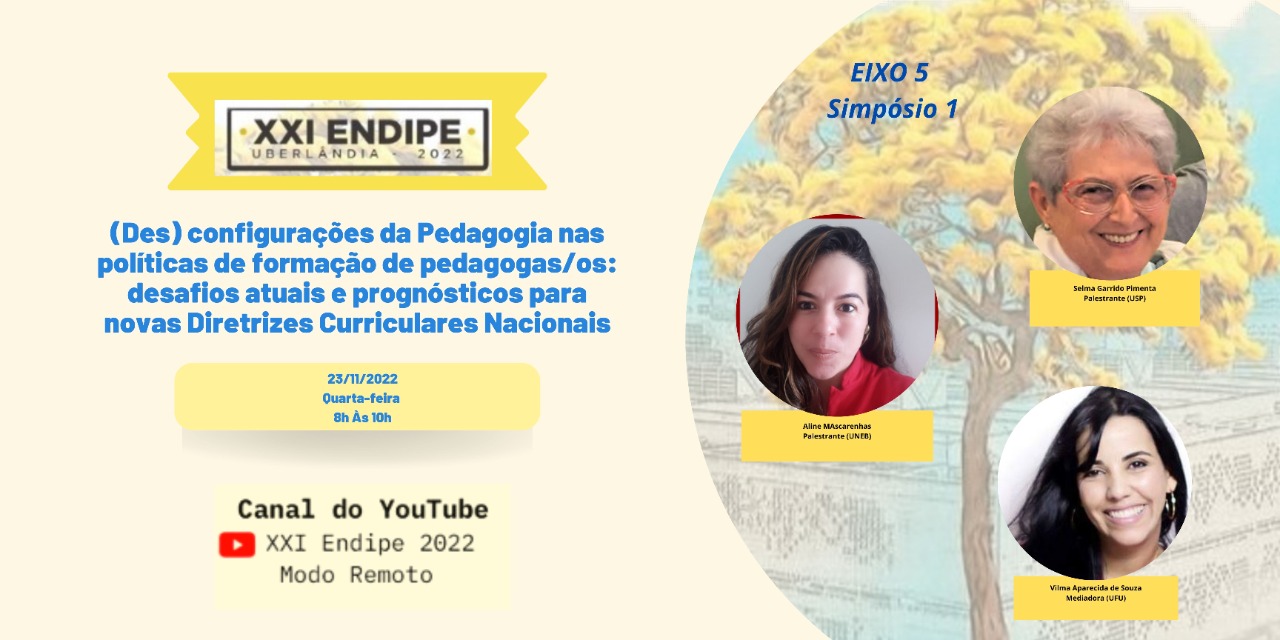 XXI ENDIPE
UBERLÂNDIA - 2022
(Des) configurações da Pedagogia nas
políticas de formação de pedagogas/os:
desafios atuais e prognósticos para
novas Diretrizes Curriculares Nacionais
23/11/2022
Quarta-feira
8h Às 10h
Canal do YouTube
XXI Endipe 2022
Modo Remoto
EIXO 5
Simpósio 1
Selma Garrido Pimenta
Palestrante (USP)
Aline MAscarenhas
Palestrante (UNEB)
Vilma Aparecida de Souza
Mediadora (UFU)